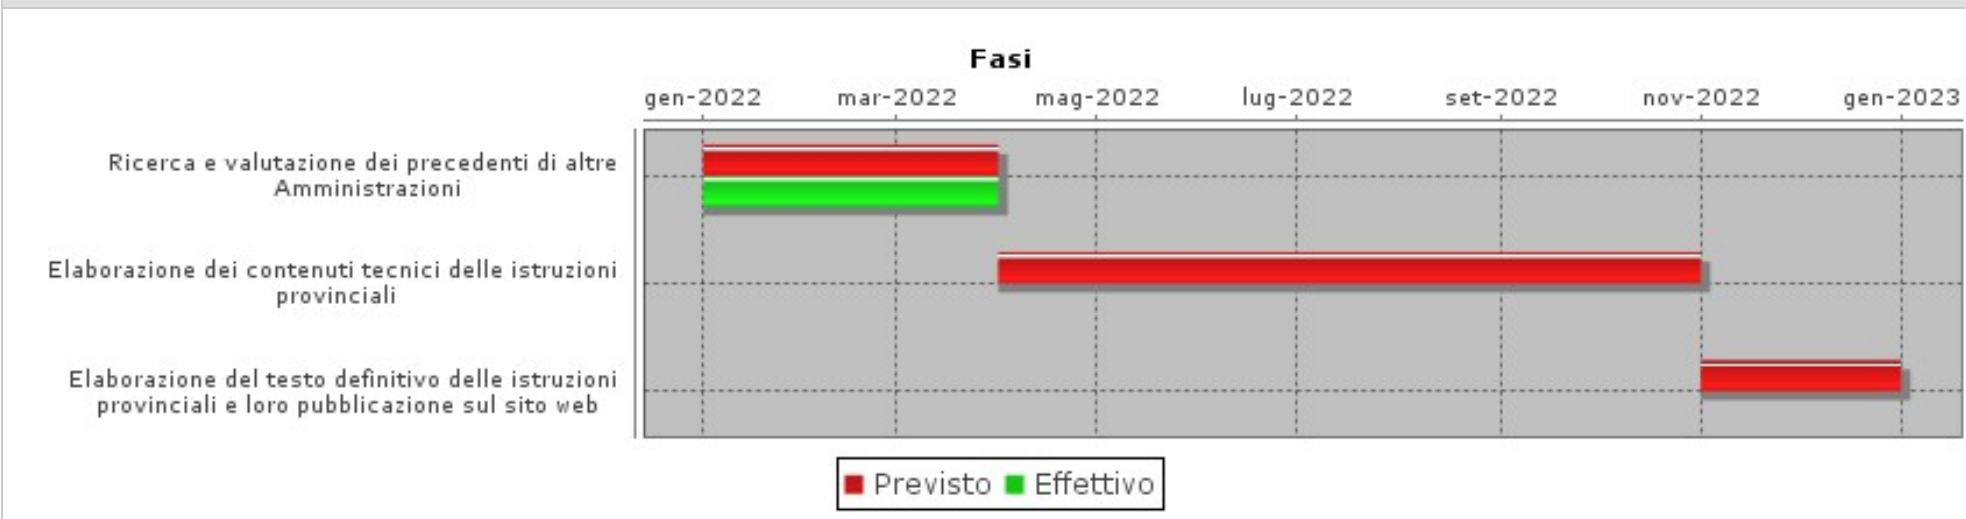 Fasi
gen-2022 mar-2022 mag-2022 lug-2022 set-2022 nov-2022 gen-2023
Ricerca e valutazione dei precedenti di altre
Amministrazioni
Elaborazione dei contenuti tecnici delle istruzioni
provinciali
Elaborazione del testo definitivo delle istruzioni
provinciali e loro pubblicazione sul sito web
Previsto Effettivo